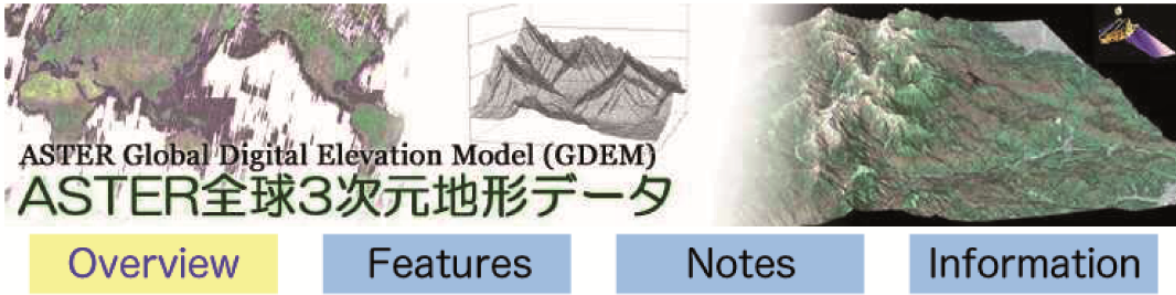 ASTER Global Digital Elevation Model (GDEM)
ASTER全球3次元地形データ
Overview Features Notes Information